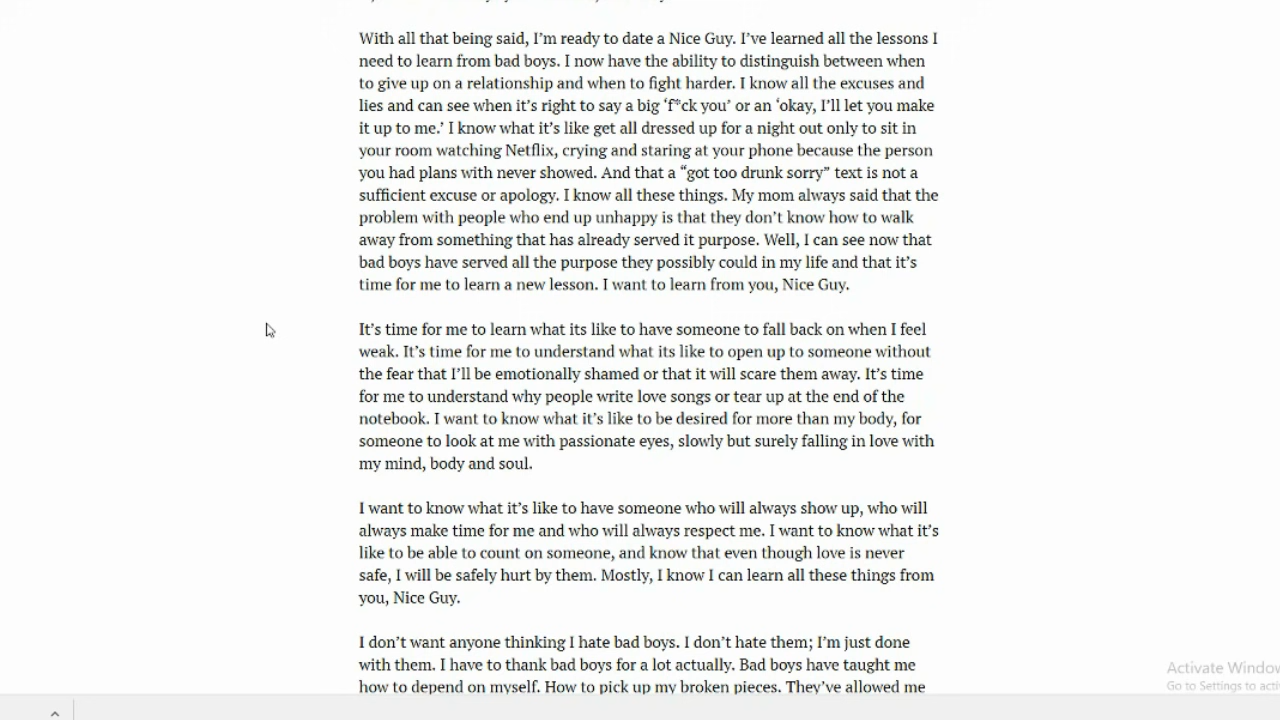 With all that being said, I'm ready to date a Nice Guy. I've learned all the lessons I
need to learn from bad boys. I now have the ability to distinguish between when
to give up on a relationship and when to fight harder. I know all the excuses and
lies and can see when it's right to say a big 'f*ck you' or an 'okay, I'll let you make
it up to me.' I know what it's like get all dressed up for a night out only to sit in
your room watching Netflix, crying and staring at your phone because the person
you had plans with never showed. And that a “got too drunk sorry” text is not a
sufficient excuse or apology. I know all these things. My mom always said that the
problem with people who end up unhappy is that they don't know how to walk
away from something that has already served it purpose. Well, I can see now that
bad boys have served all the purpose they possibly could in my life and that it's
time for me to learn a new lesson. I want to learn from you, Nice Guy.
It's time for me to learn what its like to have someone to fall back on when I feel
weak. It's time for me to understand what its like to open up to someone without
the fear that I'll be emotionally shamed or that it will scare them away. It's time
for me to understand why people write love songs or tear up at the end of the
notebook. I want to know what it's like to be desired for more than my body, for
someone to look at me with passionate eyes, slowly but surely falling in love with
my mind, body and soul.
I want to know what it's like to have someone who will always show up, who will
always make time for me and who will always respect me. I want to know what it's
like to be able to count on someone, and know that even though love is never
safe, I will be safely hurt by them. Mostly, I know I can learn all these things from
you, Nice Guy.
I don't want anyone thinking I hate bad boys. I don't hate them; I'm just done
with them. I have to thank bad boys for a lot actually. Bad boys have taught me
how to depend on myself. How to pick up my broken pieces. They've allowed me
Activate Window
Go to Settings to acti